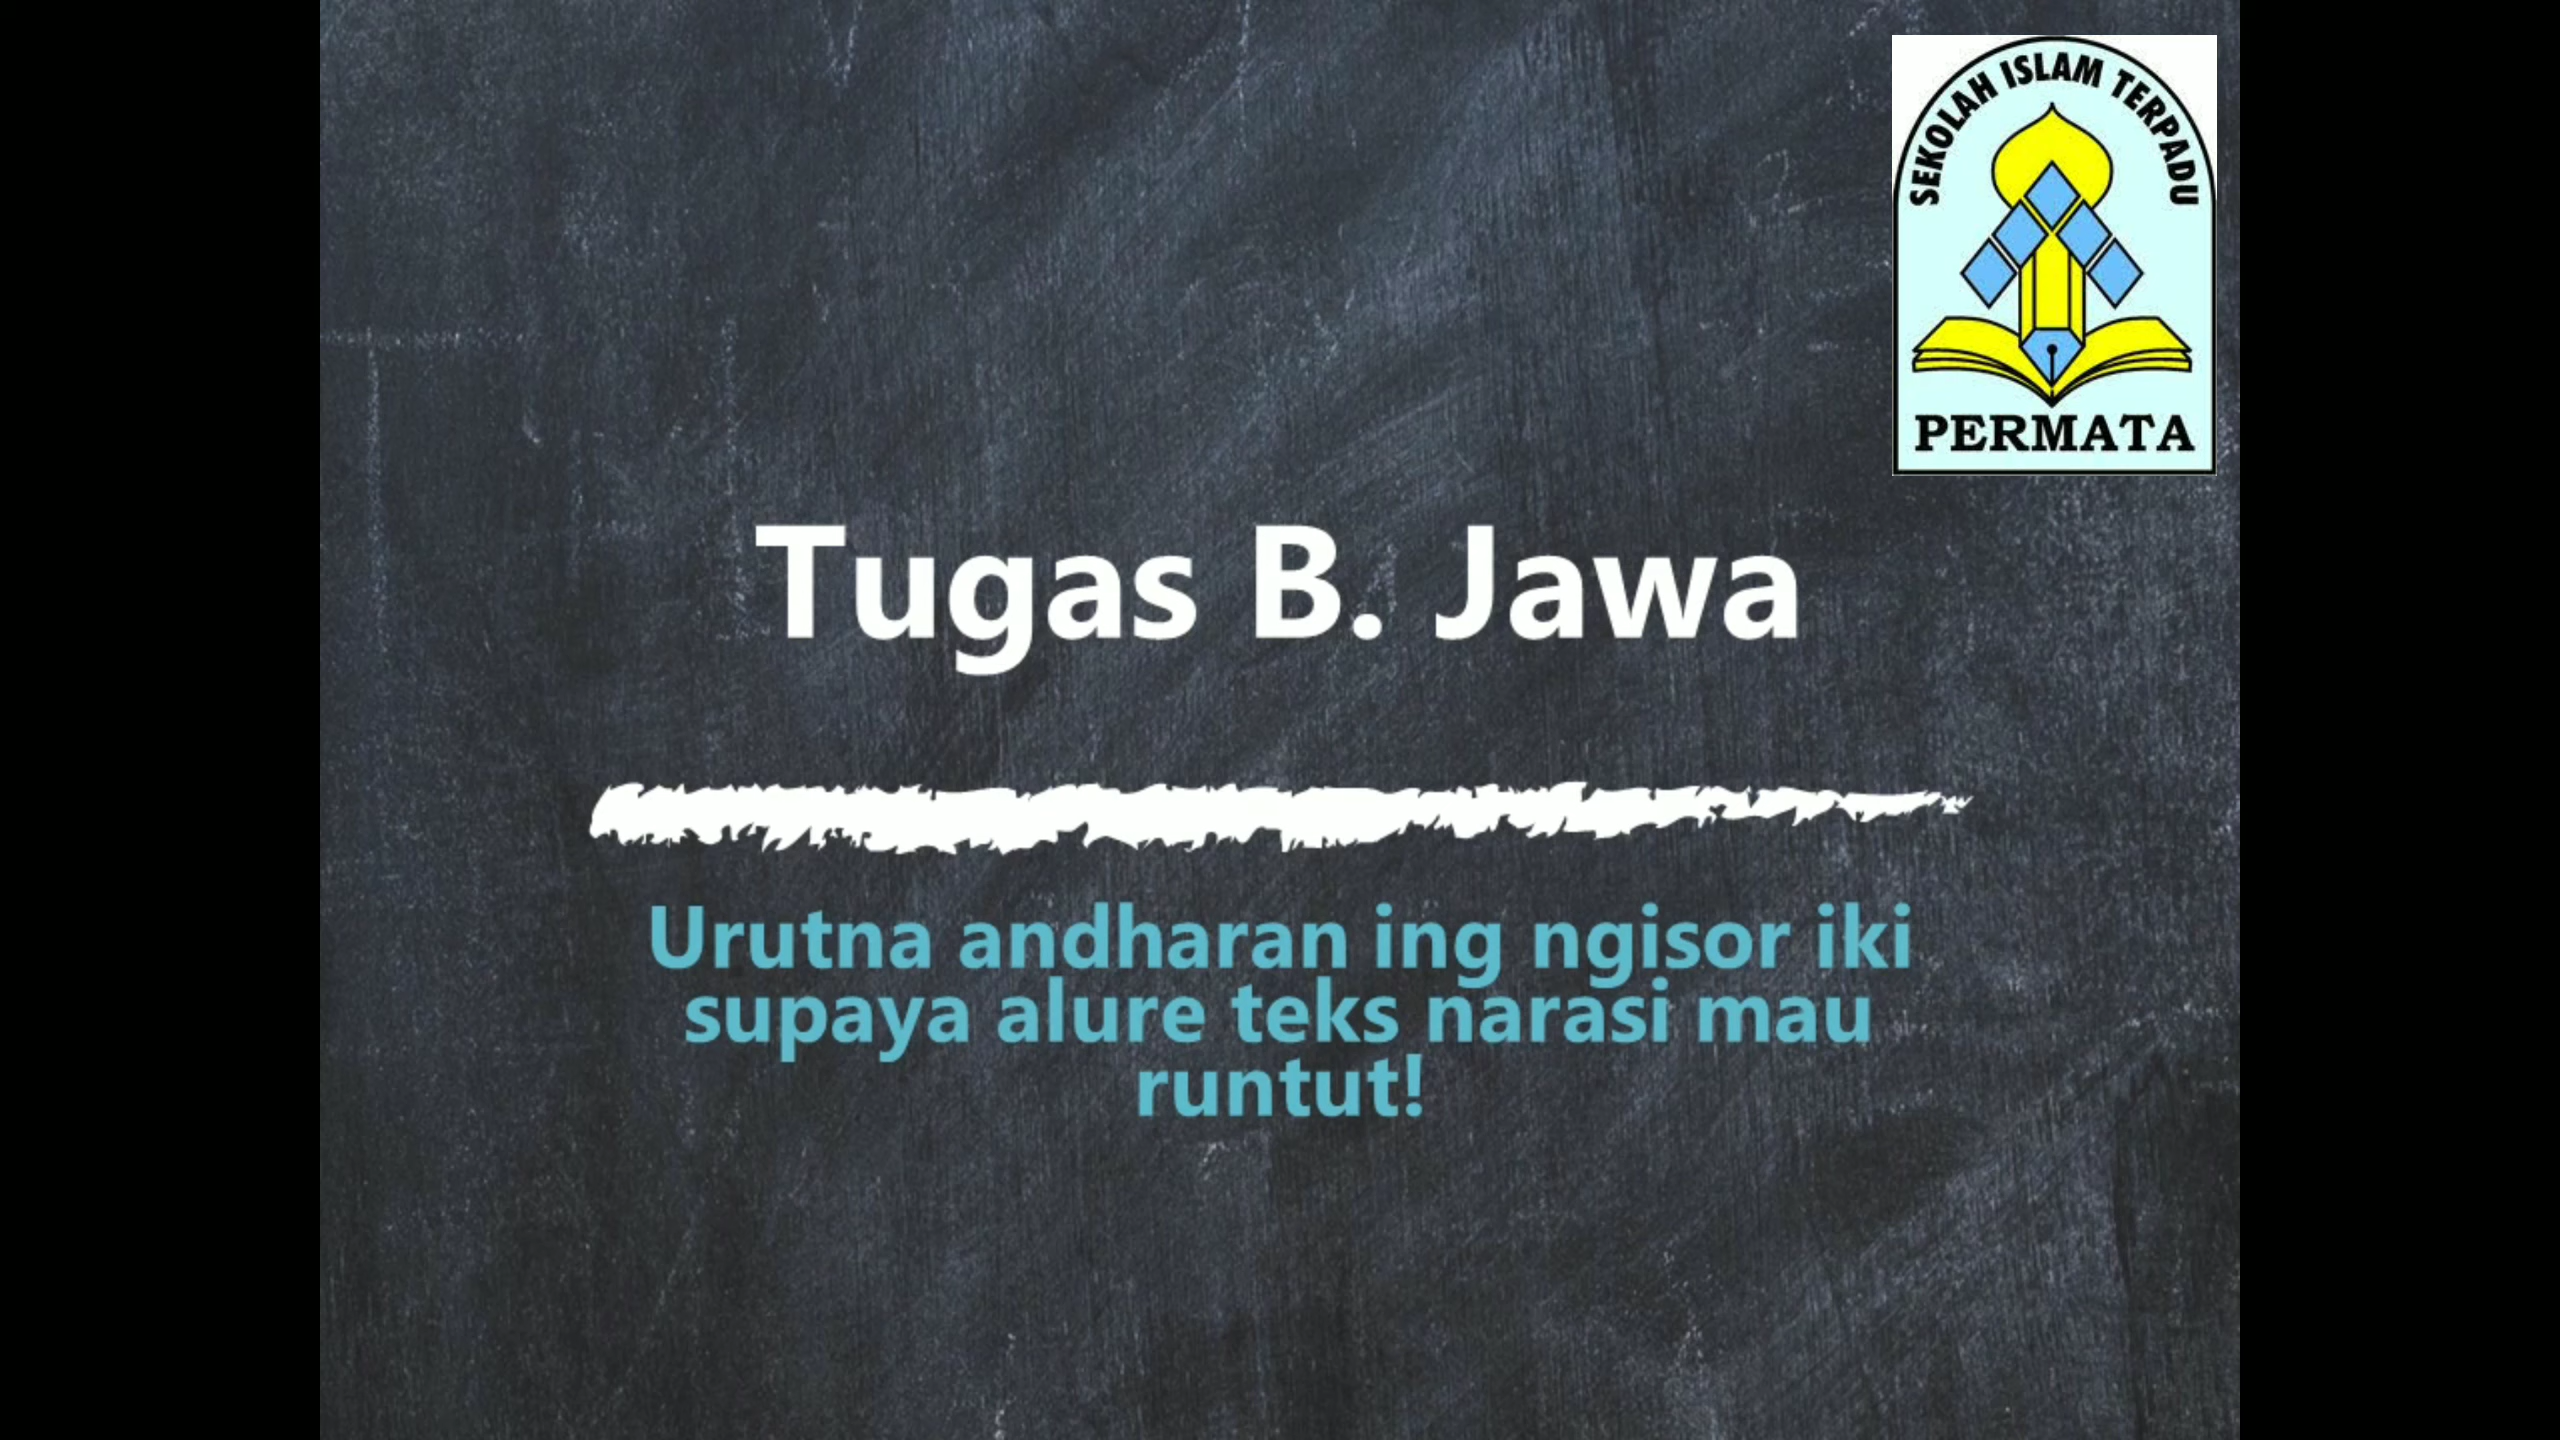 SEKOLAH ISLAM TERPADU
PERMATA
Tugas B. Jawa
Urutna andharan ing ngisor iki
supaya alure teks narasi mau
runtut!